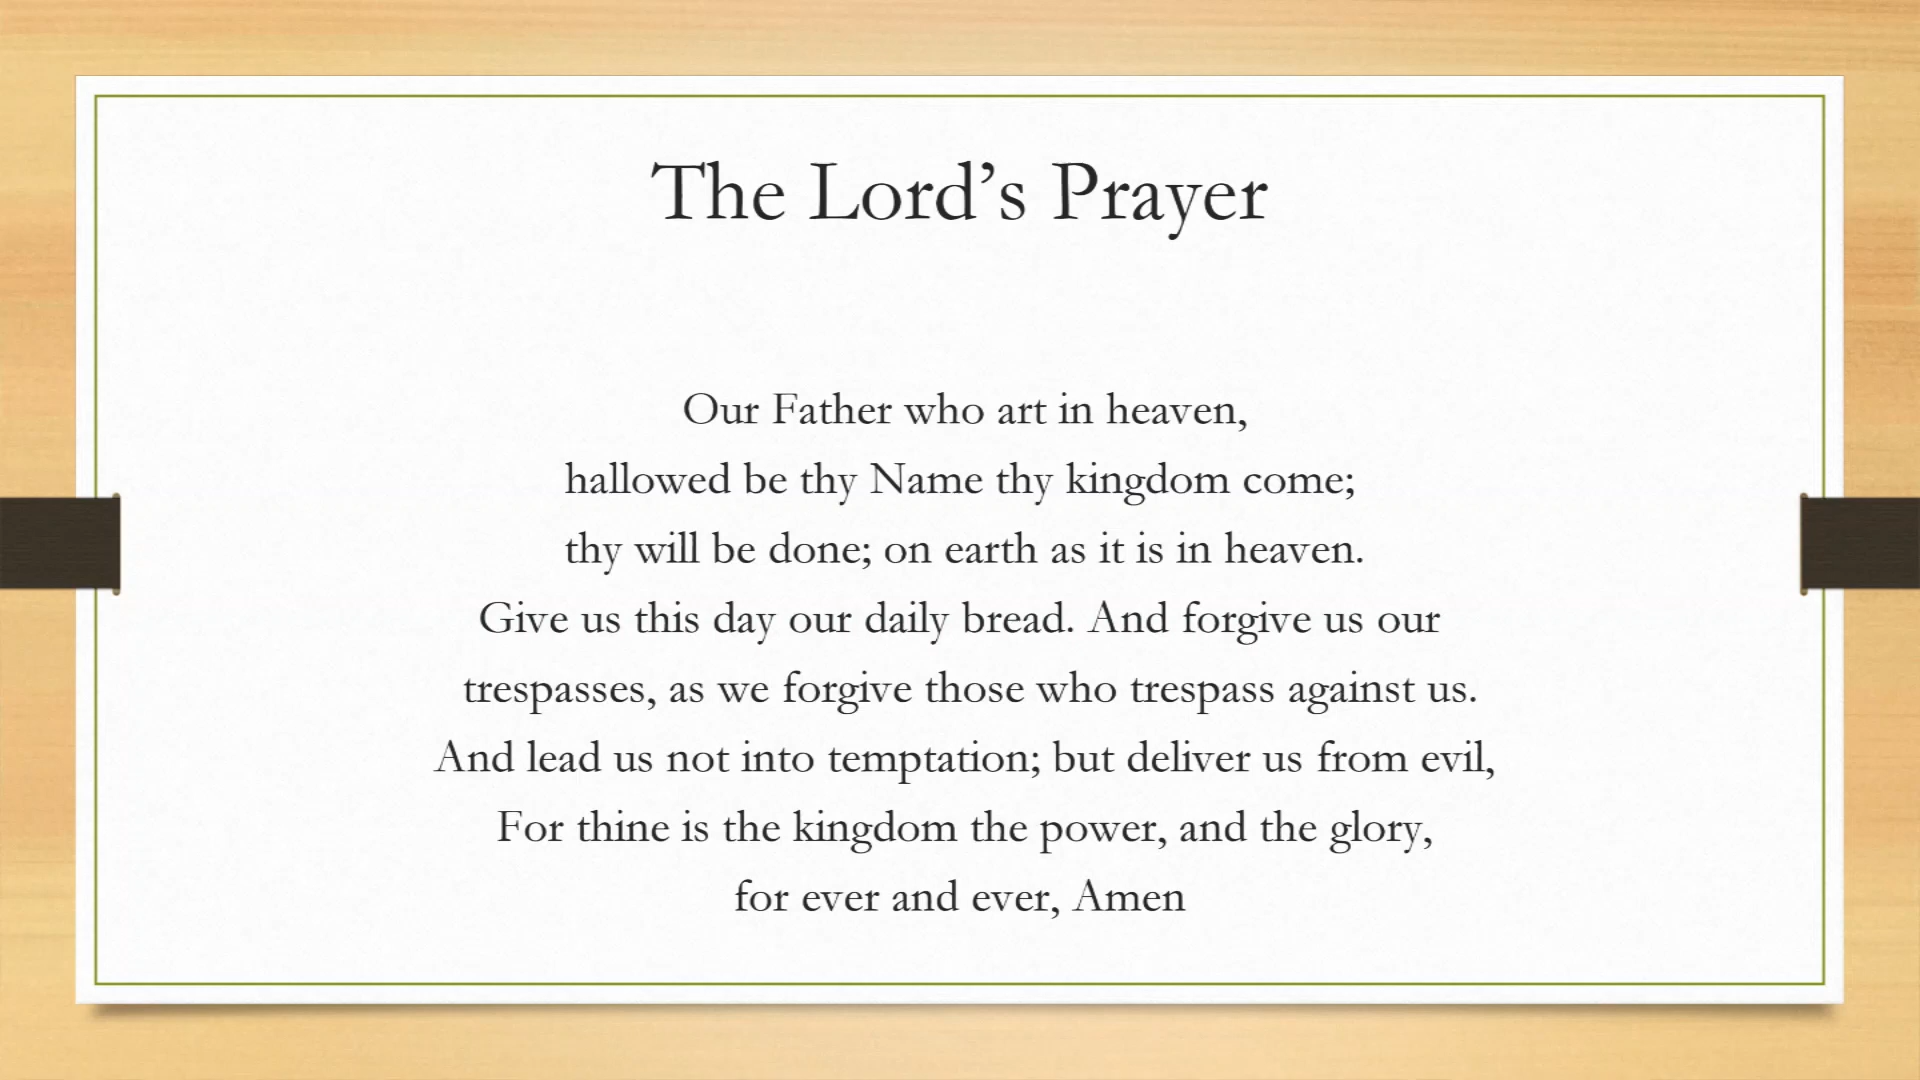 The Lord’s Prayer
Our Father who art in heaven,
hallowed be thy Name thy kingdom come;
thy will be done; on earth as it is in heaven.
Give us this day our daily bread. And forgive us our
trespasses, as we forgive those who trespass against us.
And lead us not into temptation; but deliver us from evil,
For thine is the kingdom the power, and the glory,
for ever and ever, Amen